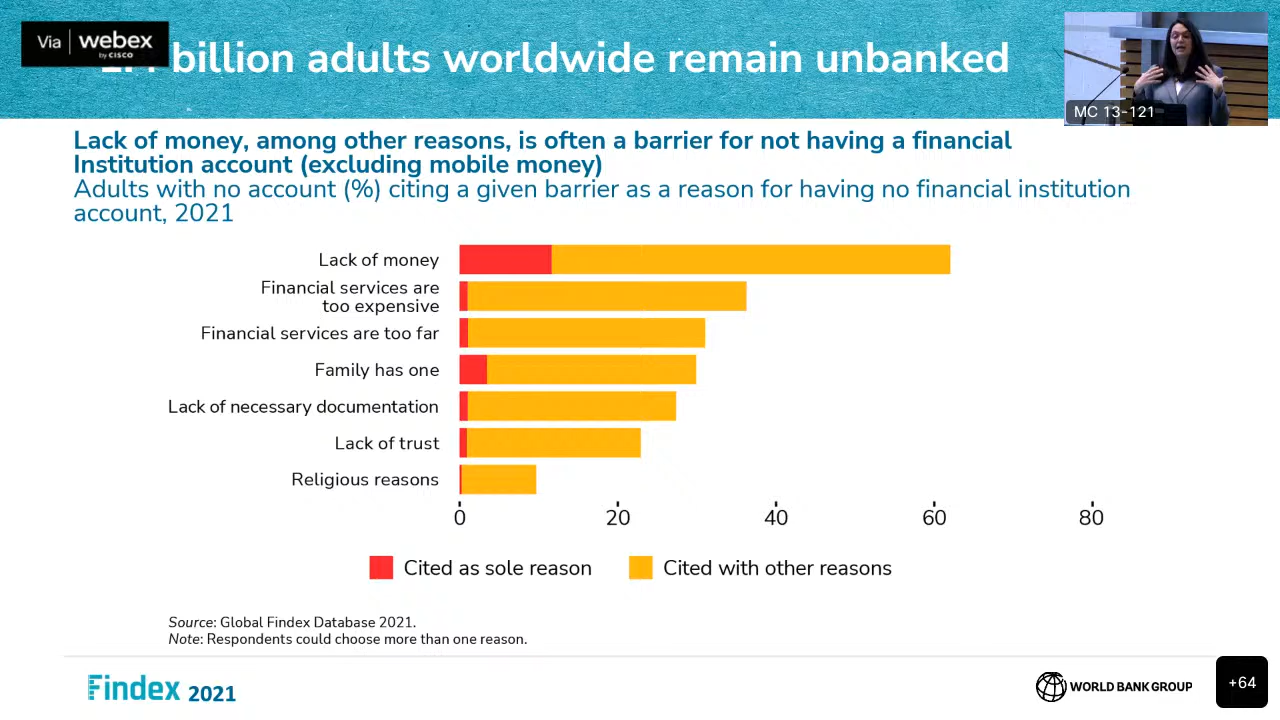 Via webex
by CISCO
billion adults worldwide remain unbanked
MC 13-121
Lack of money, among other reasons, is often a barrier for not having a financial
Institution account (excluding mobile money)
Adults with no account (%) citing a given barrier as a reason for having no financial institution
account, 2021
Lack of money
Financial services are
too expensive
Financial services are too far
Family has one
Lack of necessary documentation
Lack of trust
Religious reasons
0 20 40 60 80
Cited as sole reason Cited with other reasons
Source: Global Findex Database 2021.
Note: Respondents could choose more than one reason.
Findex 2021
WORLD BANK GROUP
+64